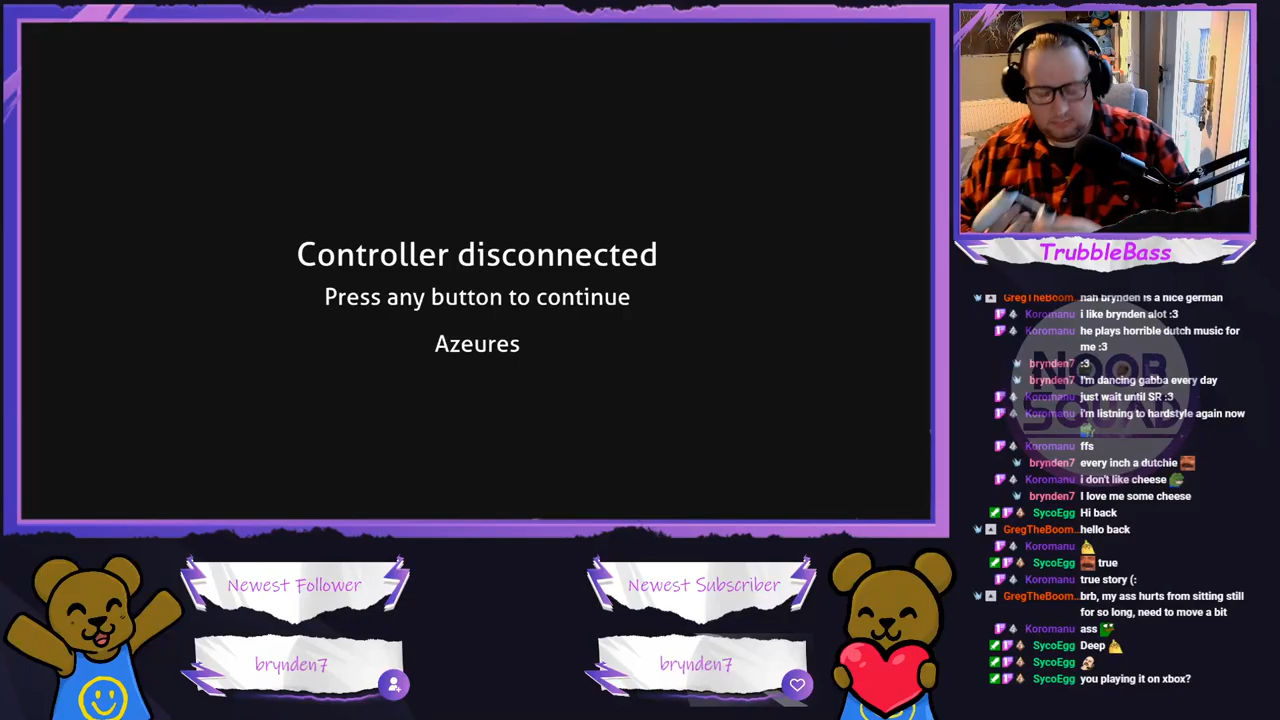 Controller disconnected
Press any button to continue
Azeures
TrubbleBass
GregTheBoom.. nah brynden is a nice german
Koromanu i like brynden alot :3
Koromanu he plays horrible dutch music for
me :3
brynden7 :3
brynden7 I'm dancing gabba every day
Koromanu just wait until SR :3
Koromanu i'm listning to hardstyle again now
Koromanu ffs
brynden7 every inch a dutchie
Koromanu i don't like cheese
brynden7 I love me some cheese
SycoEgg Hi back
GregTheBoom.. hello back
Koromanu
SycoEgg true
Koromanu true story (:
GregTheBoom.. brb, my ass hurts from sitting still
for so long, need to move a bit
Koromanu ass
SycoEgg Deep
SycoEgg
SycoEgg you playing it on xbox?
NOOB
SQUAD
Newest Follower
brynden7
Newest Subscriber
brynden7